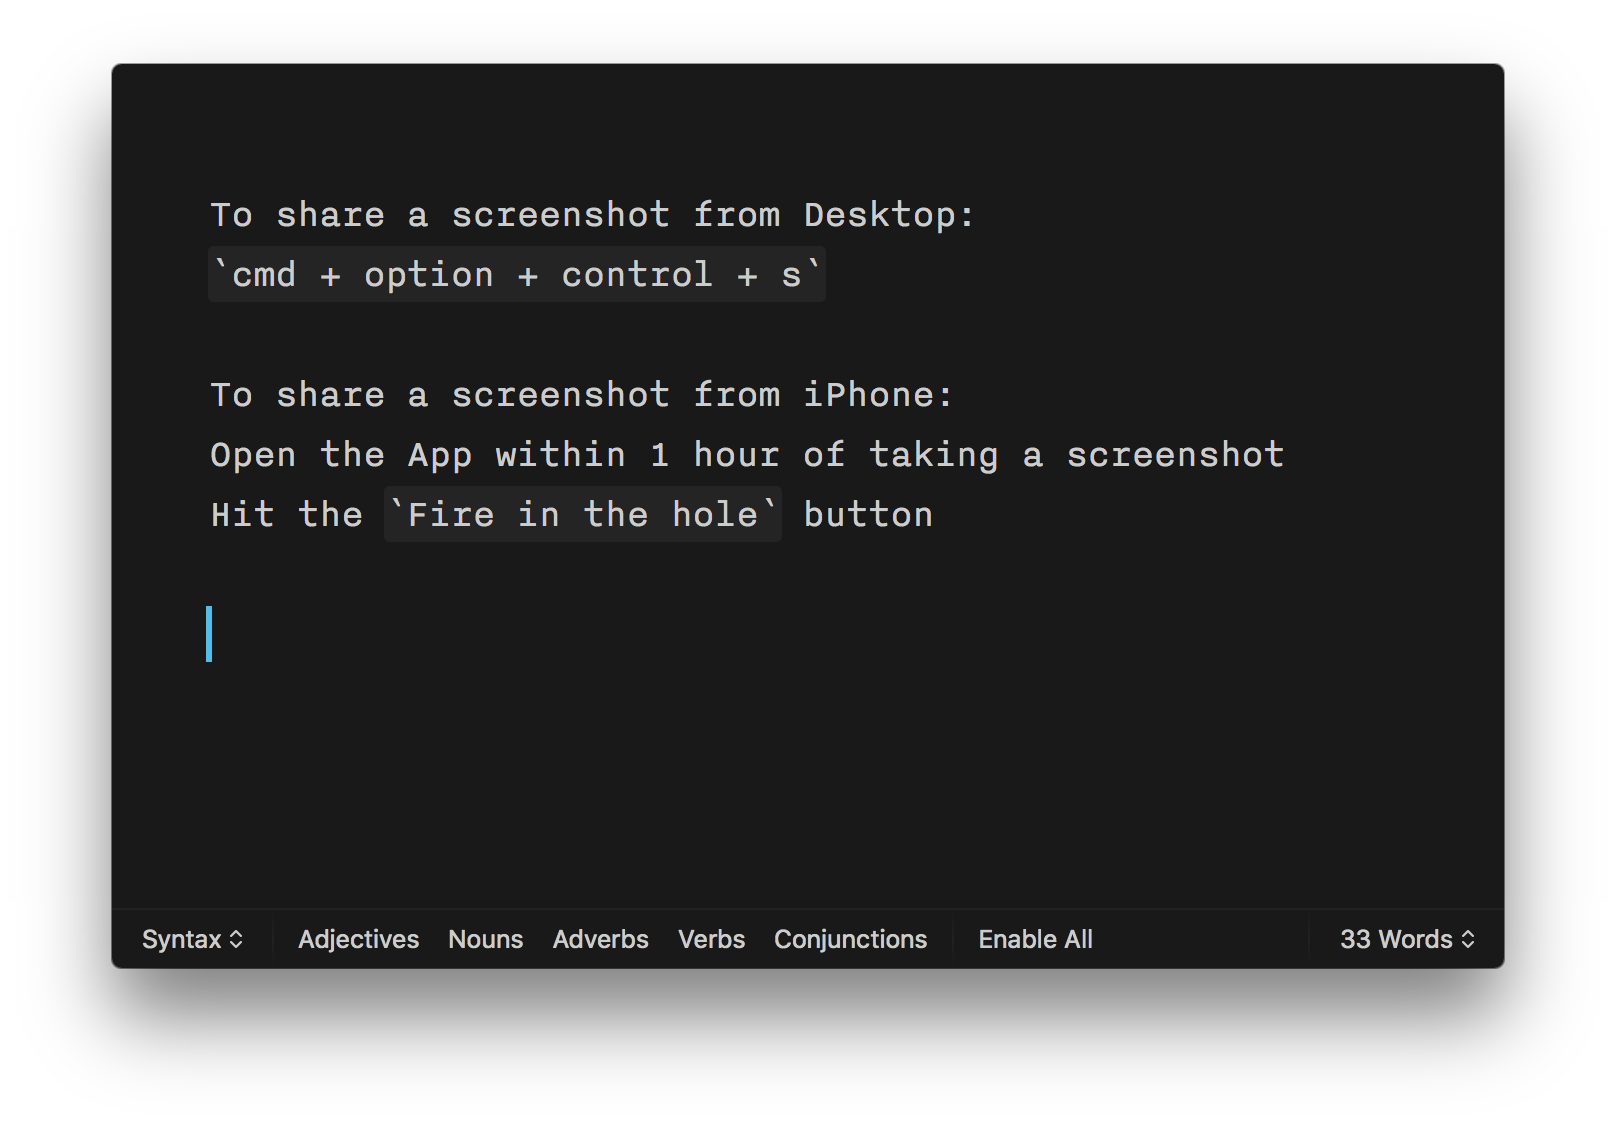 To share a screenshot from Desktop:
`cmd + option + control + s`
To share a screenshot from iPhone:
Open the App within 1 hour of taking a screenshot
Hit the `Fire in the hole` button
Syntax Adjectives Nouns Adverbs Verbs Conjunctions Enable All 33 Words